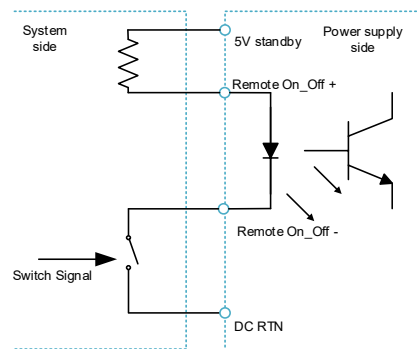 System
side
Power supply
side
5V standby
Remote On_Off +
Remote On_Off -
Switch Signal
DC RTN